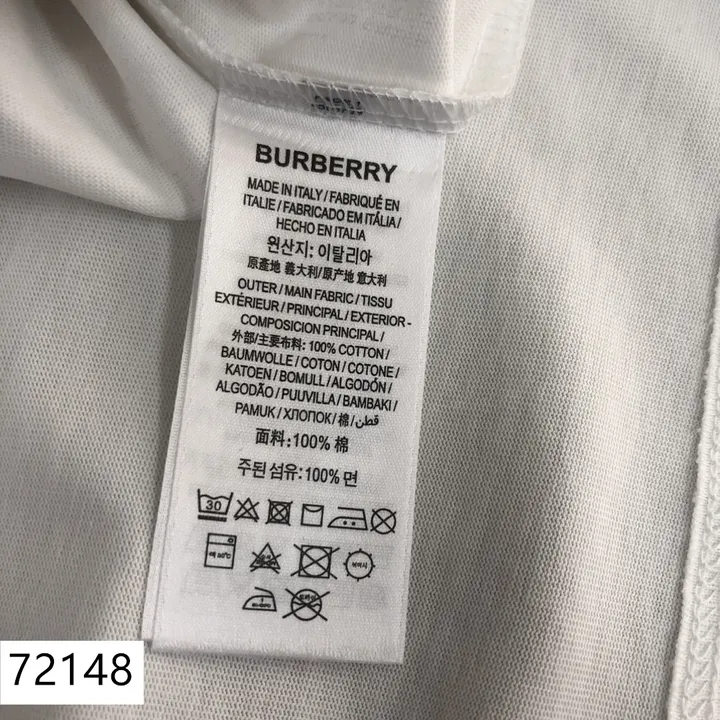 BURBERRY
MADE IN ITALY / FABRIQUÉ EN
ITALIE / FABRICADO EM ITÁLIA /
HECHO EN ITALIA
원산지: 이탈리아
原產地 義大利/原产地 意大利
OUTER / MAIN FABRIC / TISSU
EXTÉRIEUR / PRINCIPAL / EXTERIOR -
COMPOSICION PRINCIPAL /
外部/主要布料: 100% COTTON /
BAUMWOLLE / COTON / COTONE /
KATOEN / BOMULL / ALGODÓN /
ALGODÃO / PUUVILLA / BAMBAKI /
PAMUK / ХЛОПОК / 棉 / قطن
面料:100% 棉
주된 섬유:100% 면
30
72148